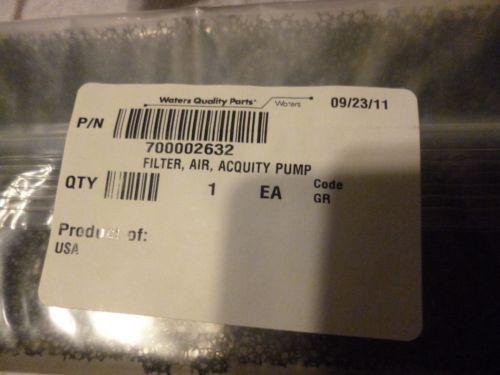 Waters Quality Parts Waters 09/23/11
P/N
700002632
FILTER, AIR, ACQUITY PUMP
QTY 1 EA Code
GR
Product of:
USA